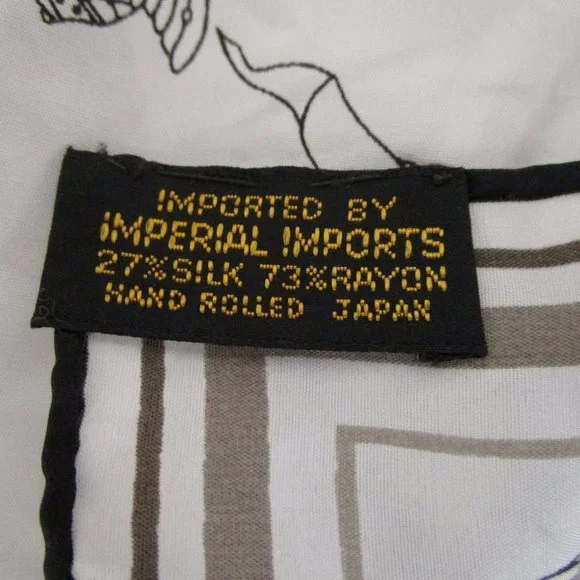 IMPORTED BY
IMPERIAL IMPORTS
27% SILK 73% RAYON
HAND ROLLED JAPAN